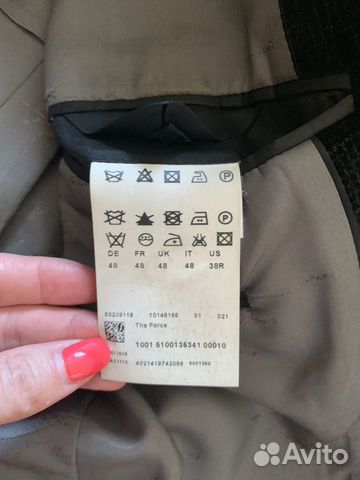 DE FR UK IT US
48 48 48 48 38R
50209116 10146166 01 021
The Force
1001 5100135341 00010
4021419742066 6001569
Avito